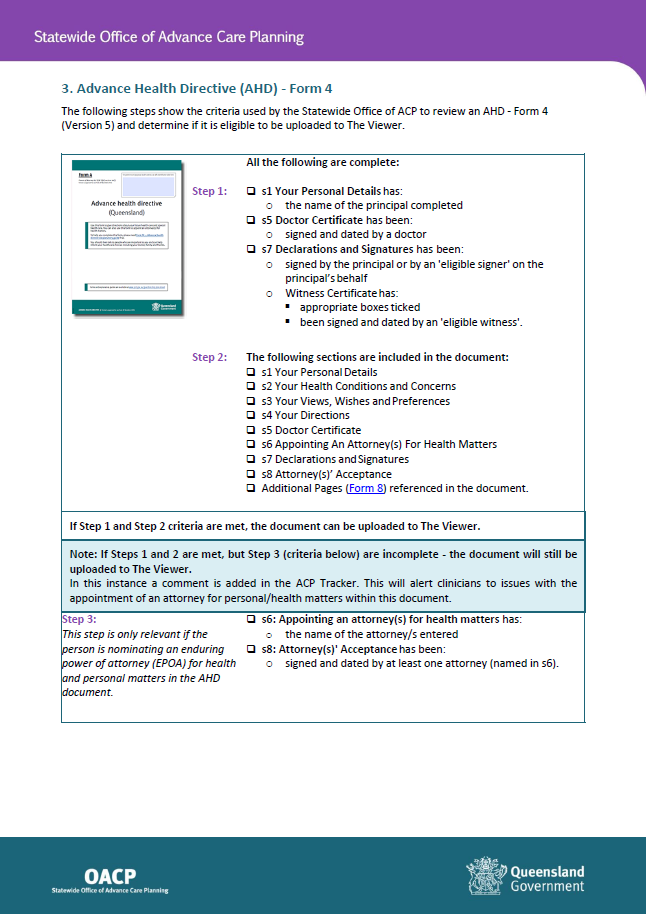 Statewide Office of Advance Care Planning
3. Advance Health Directive (AHD) - Form 4
The following steps show the criteria used by the Statewide Office of ACP to review an AHD - Form 4
(Version 5) and determine if it is eligible to be uploaded to The Viewer.
Form 4
Advance health directive
(Queensland)
Queensland
Government
All the following are complete:
Step 1:
❑ s1 Your Personal Details has:
o the name of the principal completed
❑ s5 Doctor Certificate has been:
o signed and dated by a doctor
❑ s7 Declarations and Signatures has been:
o signed by the principal or by an 'eligible signer' on the
principal's behalf
o Witness Certificate has:
▪ appropriate boxes ticked
▪ been signed and dated by an 'eligible witness'.
Step 2:
The following sections are included in the document:
❑ s1 Your Personal Details
❑ s2 Your Health Conditions and Concerns
❑ s3 Your Views, Wishes and Preferences
❑ s4 Your Directions
❑ s5 Doctor Certificate
❑ s6 Appointing An Attorney(s) For Health Matters
❑ s7 Declarations and Signatures
❑ s8 Attorney(s)' Acceptance
❑ Additional Pages (Form 8) referenced in the document.
If Step 1 and Step 2 criteria are met, the document can be uploaded to The Viewer.
Note: If Steps 1 and 2 are met, but Step 3 (criteria below) are incomplete - the document will still be
uploaded to The Viewer.
In this instance a comment is added in the ACP Tracker. This will alert clinicians to issues with the
appointment of an attorney for personal/health matters within this document.
Step 3:
This step is only relevant if the
person is nominating an enduring
power of attorney (EPOA) for health
and personal matters in the AHD
document.
❑ s6: Appointing an attorney(s) for health matters has:
o the name of the attorney/s entered
❑ s8: Attorney(s)' Acceptance has been:
o signed and dated by at least one attorney (named in s6).
OACP
Statewide Office of Advance Care Planning
Queensland
Government